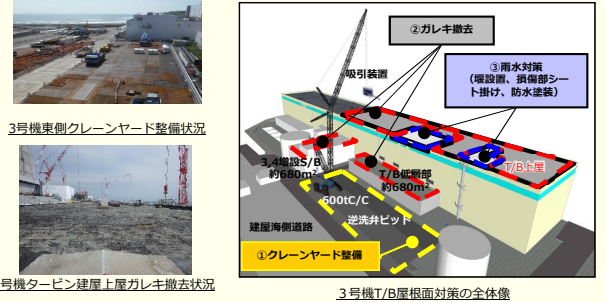 3号機東側クレーンヤード整備状況
号機タービン建屋上屋ガレキ撤去状況
②ガレキ撤去
吸引装置
③雨水対策
(堰設置、損傷部シー
ト掛け、防水塗装)
3,4増設S/B
約680m²
T/B低層部
約680m²
T/B上屋
600tC/C
逆洗弁ピット
建屋海側道路
①クレーンヤード整備
３号機T/B屋根面対策の全体像